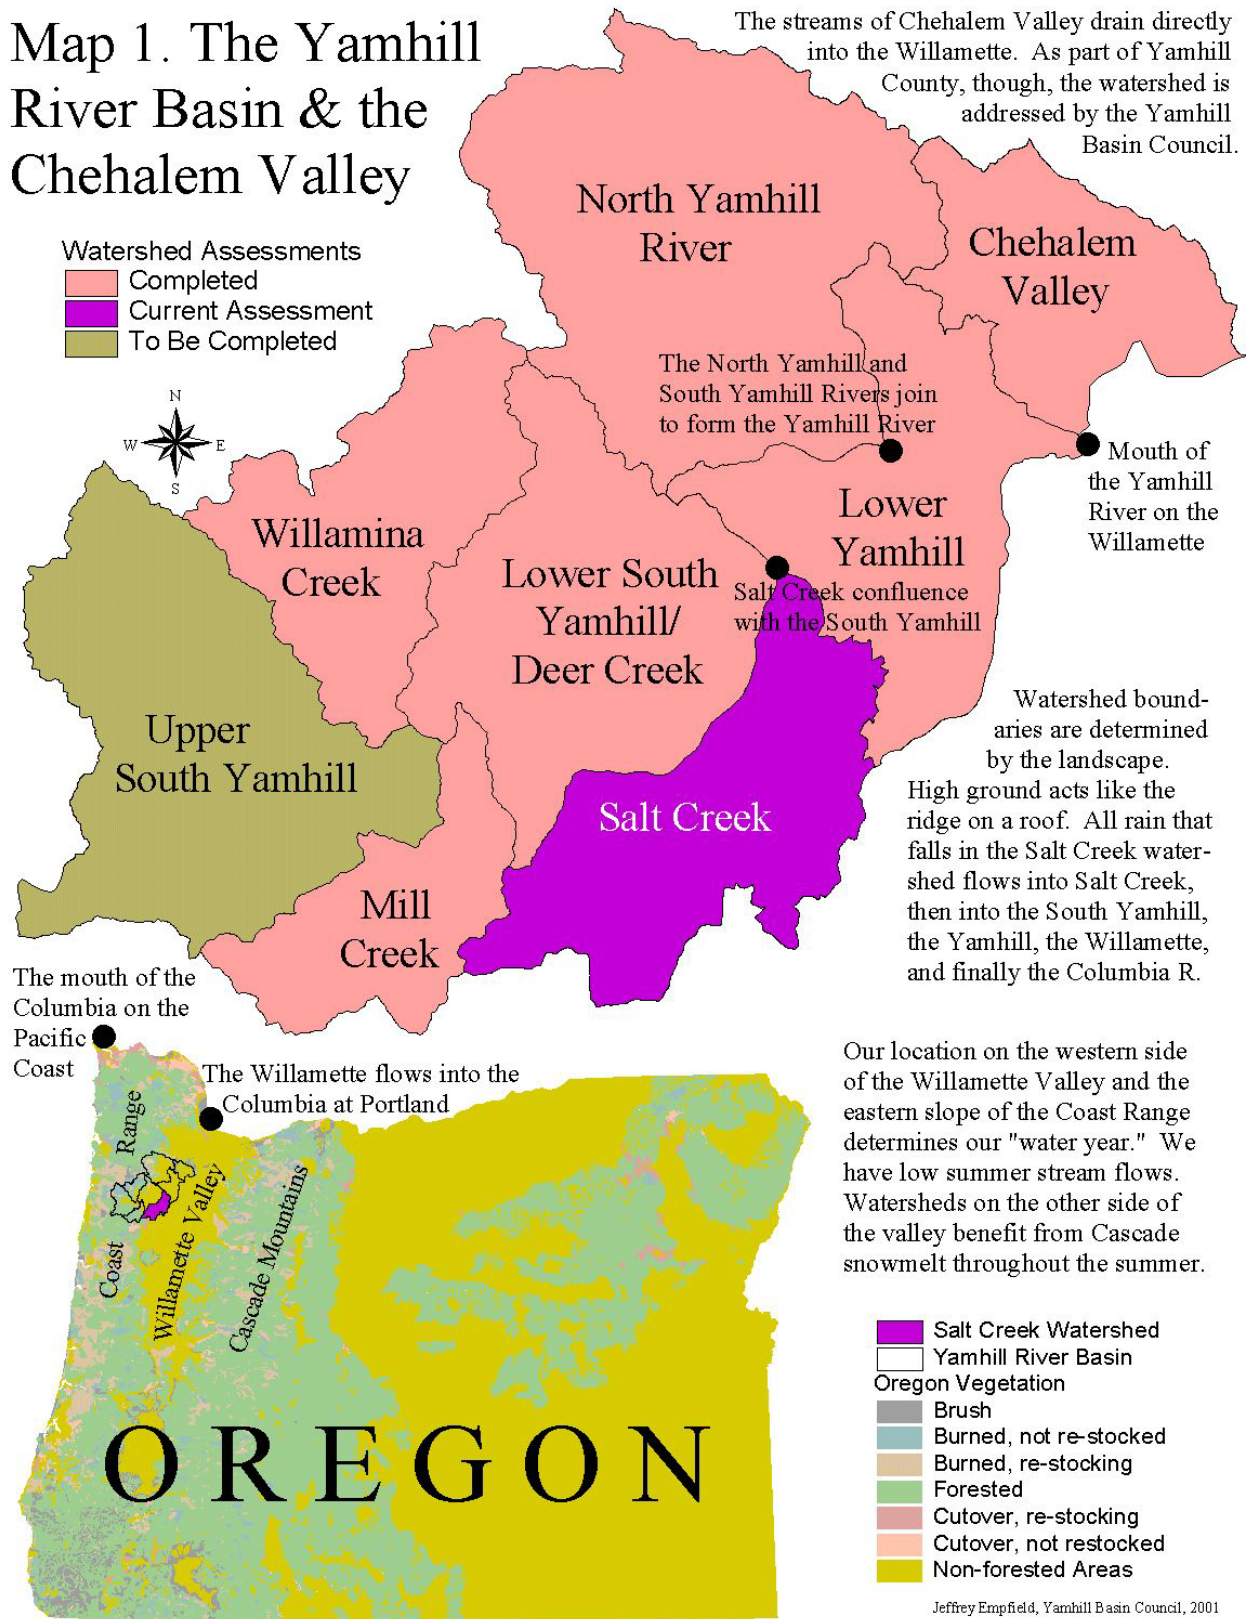 Map 1. The Yamhill
River Basin & the
Chehalem Valley
The streams of Chehalem Valley drain directly
into the Willamette. As part of Yamhill
County, though, the watershed is
addressed by the Yamhill
Basin Council.
Watershed Assessments
Completed
Current Assessment
To Be Completed
N
W
E
S
North Yamhill
River
Chehalem
Valley
The North Yamhill and
South Yamhill Rivers join
to form the Yamhill River
Mouth of
the Yamhill
River on the
Willamette
Lower
Yamhill
Willamina
Creek
Lower South
Yamhill/
Deer Creek
Salt Creek confluence
with the South Yamhill
Upper
South Yamhill
Salt Creek
Mill
Creek
Watershed bound-
aries are determined
by the landscape.
High ground acts like the
ridge on a roof. All rain that
falls in the Salt Creek water-
shed flows into Salt Creek,
then into the South Yamhill,
the Yamhill, the Willamette,
and finally the Columbia R.
The mouth of the
Columbia on the
Pacific
Coast
The Willamette flows into the
Columbia at Portland
Range
Coast
Willamette Valley
Cascade Mountains
OREGON
Our location on the western side
of the Willamette Valley and the
eastern slope of the Coast Range
determines our "water year." We
have low summer stream flows.
Watersheds on the other side of
the valley benefit from Cascade
snowmelt throughout the summer.
Salt Creek Watershed
Yamhill River Basin
Oregon Vegetation
Brush
Burned, not re-stocked
Burned, re-stocking
Forested
Cutover, re-stocking
Cutover, not restocked
Non-forested Areas
Jeffrey Empfield, Yamhill Basin Council, 2001